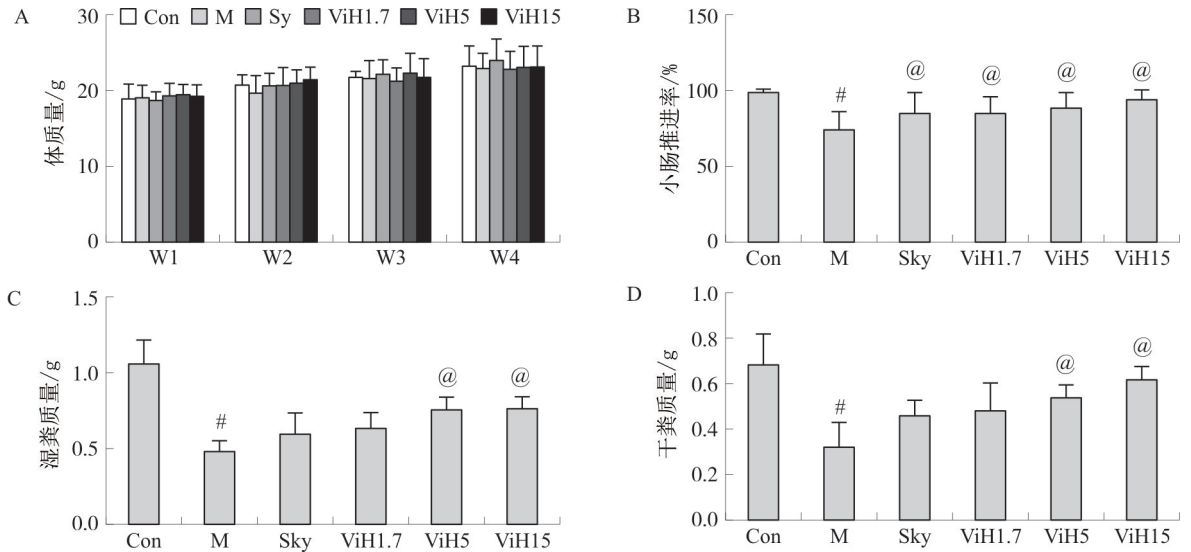 A
Con M Sy ViH1.7 ViH5 ViH15
30
20
10
0
体质量/g
W1 W2 W3 W4
B
150
100
50
0
小肠推进率/%
# @ @ @ @
Con M Sky ViH1.7 ViH5 ViH15
C
1.5
1.0
0.5
0.0
湿粪质量/g
# @ @
Con M Sky ViH1.7 ViH5 ViH15
D
1.0
0.8
0.6
0.4
0.2
0.0
干粪质量/g
# @ @
Con M Sky ViH1.7 ViH5 ViH15